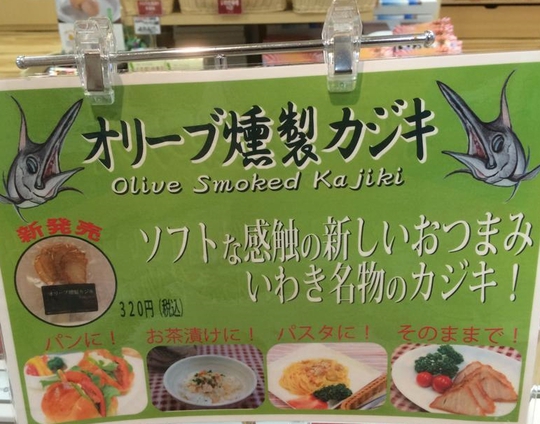 オリーブ燻製カジキ
Olive Smoked Kajiki
新発売
ソフトな感触の新しいおつまみ
いわき名物のカジキ！
320円(税込)
パンに！
お茶漬けに！
パスタに！
そのままで！